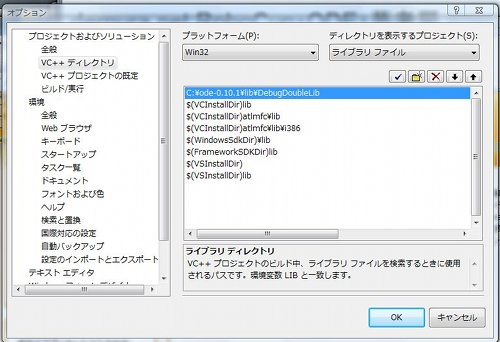 オプション
プロジェクトおよびソリューション
全般
VC++ ディレクトリ
VC++ プロジェクトの既定
ビルド/実行
環境
全般
Web ブラウザ
キーボード
スタートアップ
タスク一覧
ドキュメント
フォントおよび色
ヘルプ
検索と置換
国際対応の設定
自動バックアップ
設定のインポートとエクスポート
テキスト エディタ
プラットフォーム(P):
Win32
ディレクトリを表示するプロジェクト(S):
ライブラリ ファイル
C:¥ode-0.10.1¥lib¥DebugDoubleLib
$(VCInstallDir)lib
$(VCInstallDir)atlmfc¥lib
$(VCInstallDir)atlmfc¥lib¥i386
$(WindowsSdkDir)¥lib
$(FrameworkSDKDir)lib
$(VSInstallDir)
$(VSInstallDir)lib
ライブラリ ディレクトリ
VC++ プロジェクトのビルド中、ライブラリ ファイルを検索するときに使用
されるパスです。環境変数 LIB と一致します。
OK
キャンセル